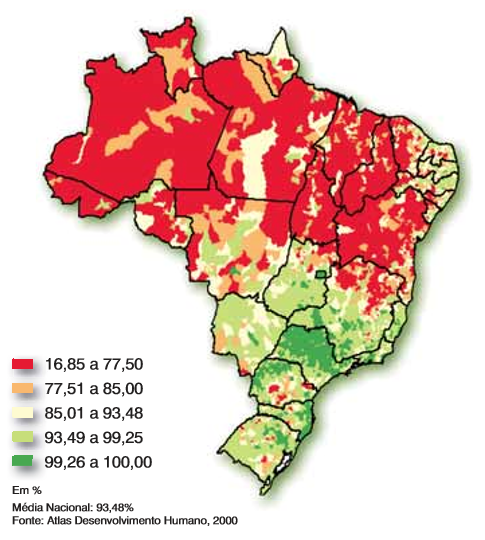 16,85 a 77,50
77,51 a 85,00
85,01 a 93,48
93,49 a 99,25
99,26 a 100,00
Em %
Média Nacional: 93,48%
Fonte: Atlas Desenvolvimento Humano, 2000